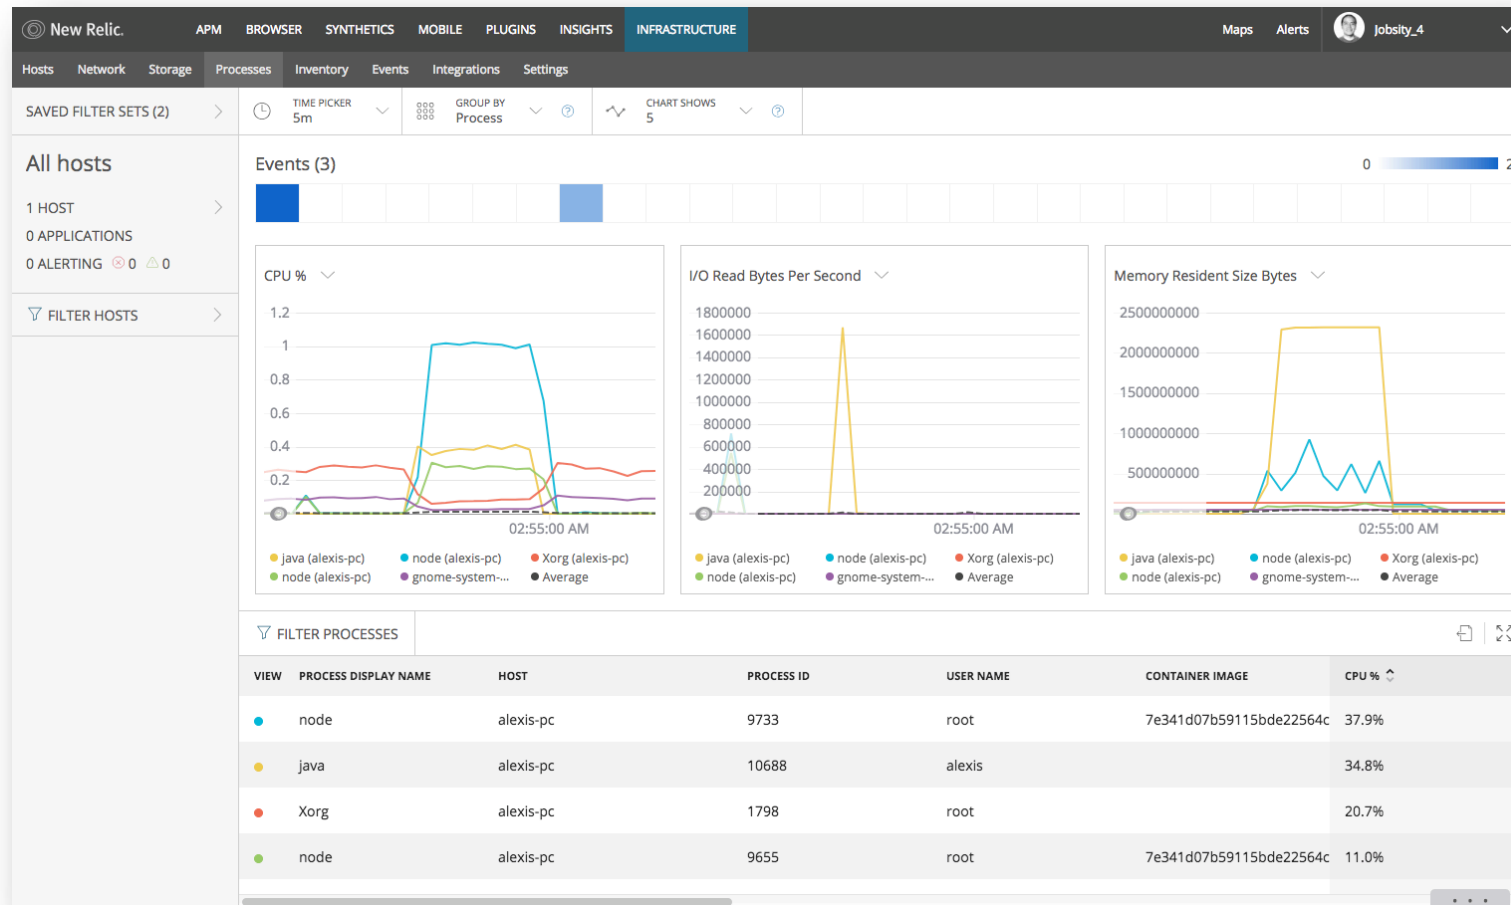 New Relic. APM BROWSER SYNTHETICS MOBILE PLUGINS INSIGHTS INFRASTRUCTURE Maps Alerts Jobsity_4
Hosts Network Storage Processes Inventory Events Integrations Settings
SAVED FILTER SETS (2)
TIME PICKER
5m
GROUP BY
Process
CHART SHOWS
5
All hosts
1 HOST
0 APPLICATIONS
0 ALERTING 0 0
FILTER HOSTS
Events (3)
0 2
CPU %
1.2
1
0.8
0.6
0.4
0.2
0
02:55:00 AM
java (alexis-pc) node (alexis-pc) Xorg (alexis-pc)
node (alexis-pc) gnome-system-... Average
I/O Read Bytes Per Second
1800000
1600000
1400000
1200000
1000000
800000
600000
400000
200000
0
02:55:00 AM
java (alexis-pc) node (alexis-pc) Xorg (alexis-pc)
node (alexis-pc) gnome-system-... Average
Memory Resident Size Bytes
2500000000
2000000000
1500000000
1000000000
500000000
0
02:55:00 AM
java (alexis-pc) node (alexis-pc) Xorg (alexis-pc)
node (alexis-pc) gnome-system-... Average
FILTER PROCESSES
VIEW PROCESS DISPLAY NAME HOST PROCESS ID USER NAME CONTAINER IMAGE CPU %
node alexis-pc 9733 root 7e341d07b59115bde22564c 37.9%
java alexis-pc 10688 alexis 34.8%
Xorg alexis-pc 1798 root 20.7%
node alexis-pc 9655 root 7e341d07b59115bde22564c 11.0%